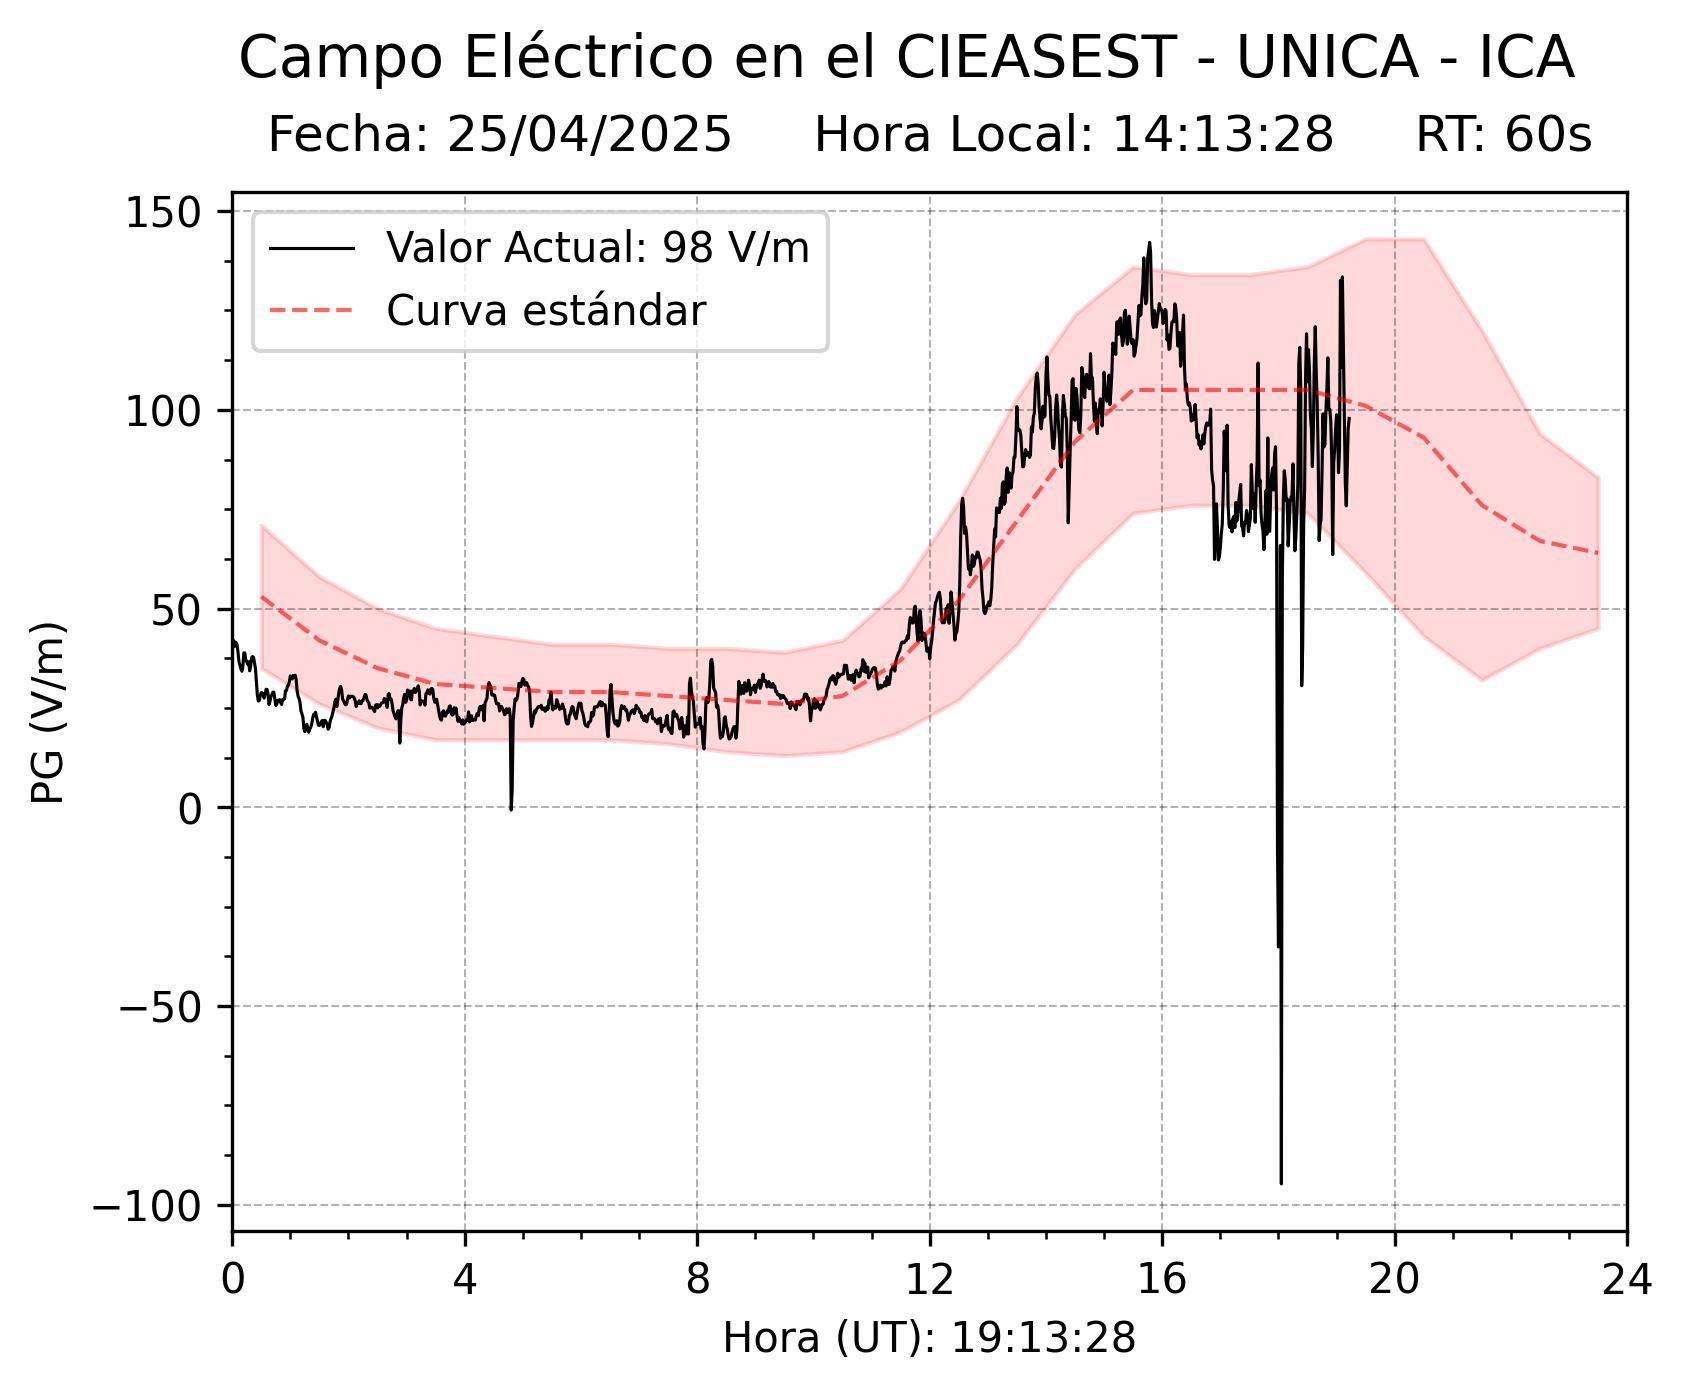 Campo Eléctrico en el CIEASEST - UNICA - ICA
Fecha: 25/04/2025 Hora Local: 14:13:28 RT: 60s
Valor Actual: 98 V/m
Curva estándar
PG (V/m)
150
100
50
0
−50
−100
0 4 8 12 16 20 24
Hora (UT): 19:13:28